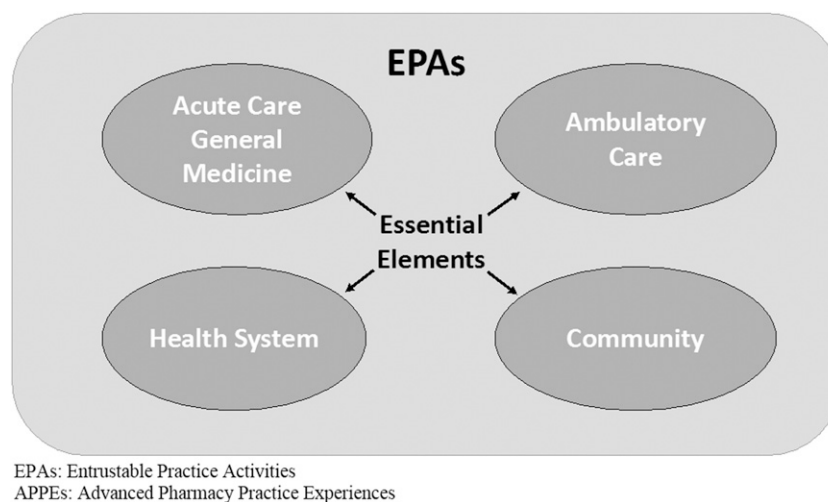 EPAs
Acute Care
General
Medicine
Ambulatory
Care
Essential
Elements
Health System
Community
EPAs: Entrustable Practice Activities
APPEs: Advanced Pharmacy Practice Experiences